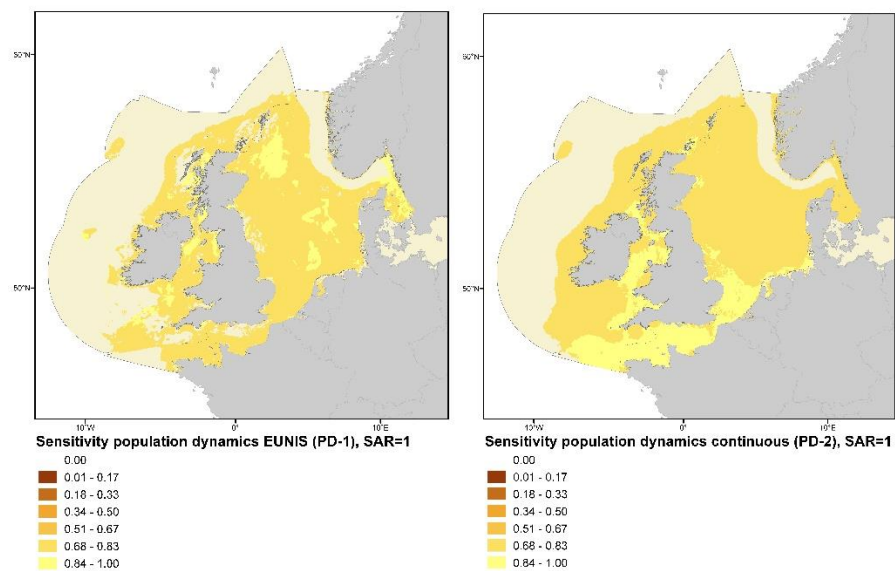 60°N
60°N
50°N
50°N
10°W
0°
10°E
10°W
0°
10°E
Sensitivity population dynamics EUNIS (PD-1), SAR=1
Sensitivity population dynamics continuous (PD-2), SAR=1
0.00
0.01 - 0.17
0.18 - 0.33
0.34 - 0.50
0.51 - 0.67
0.68 - 0.83
0.84 - 1.00
0.00
0.01 - 0.17
0.18 - 0.33
0.34 - 0.50
0.51 - 0.67
0.68 - 0.83
0.84 - 1.00